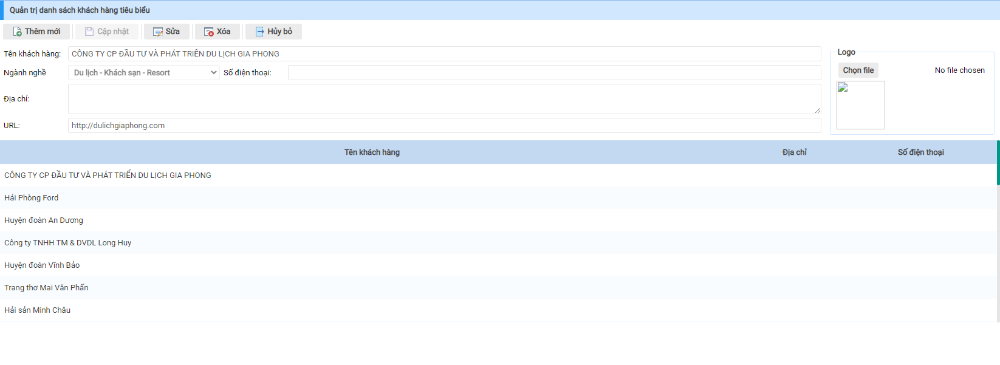 Quản trị danh sách khách hàng tiêu biểu
Thêm mới Cập nhật Sửa Xóa Hủy bỏ
Tên khách hàng: CÔNG TY CP ĐẦU TƯ VÀ PHÁT TRIỂN DU LỊCH GIA PHONG
Ngành nghề Du lịch - Khách sạn - Resort Số điện thoại:
Địa chỉ:
URL: http://dulichgiaphong.com
Logo
Chọn file No file chosen
Tên khách hàng Địa chỉ Số điện thoại
CÔNG TY CP ĐẦU TƯ VÀ PHÁT TRIỂN DU LỊCH GIA PHONG
Hải Phòng Ford
Huyện đoàn An Dương
Công ty TNHH TM & DVDL Long Huy
Huyện đoàn Vĩnh Bảo
Trang thơ Mai Văn Phấn
Hải sản Minh Châu